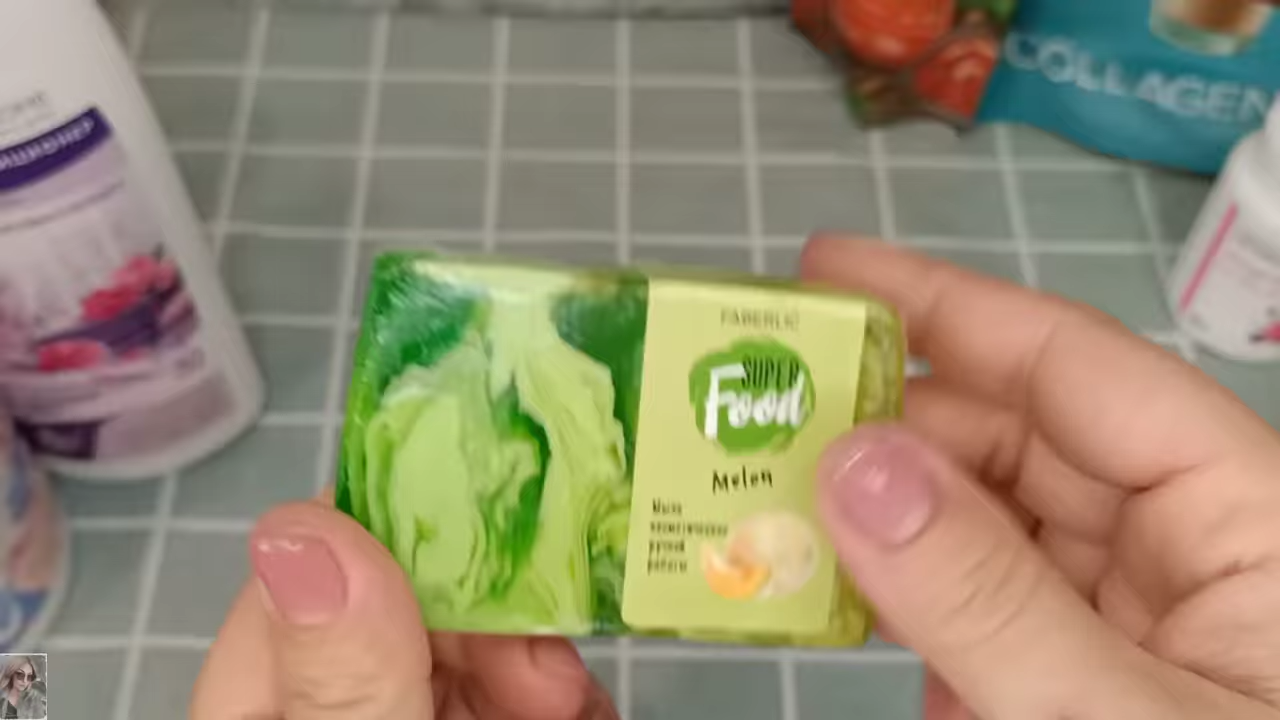 COLLAGEN
FABERLIC
SUPER
Food
Melon
Мыло
косметическое
ручной
работы